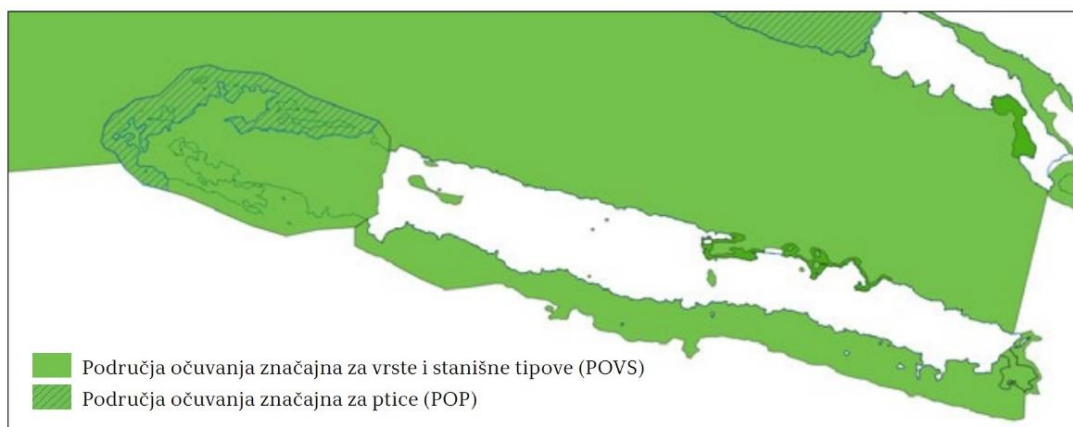 Područja očuvanja značajna za vrste i stanišne tipove (POVS)
Područja očuvanja značajna za ptice (POP)